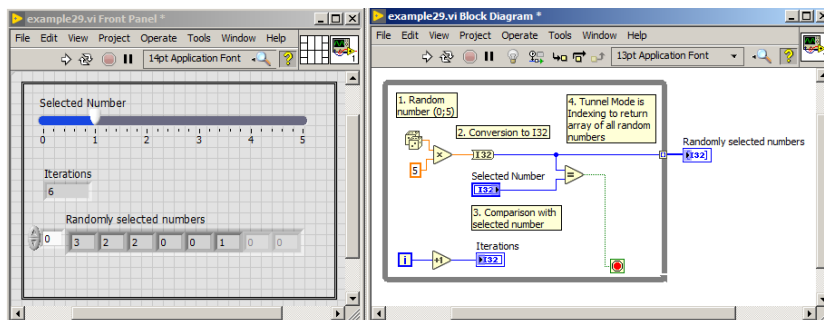 example29.vi Front Panel *
File Edit View Project Operate Tools Window Help
14pt Application Font
?
1
Selected Number
0 1 2 3 4 5
Iterations
6
Randomly selected numbers
0 3 2 2 0 0 1 0 0
example29.vi Block Diagram *
File Edit View Project Operate Tools Window Help
13pt Application Font
?
1. Random
number (0;5)
4. Tunnel Mode is
Indexing to return
array of all random
numbers
2. Conversion to I32
Randomly selected numbers
x
I32
I32
5
Selected Number
I32
=
3. Comparison with
selected number
Iterations
i
+1
I32